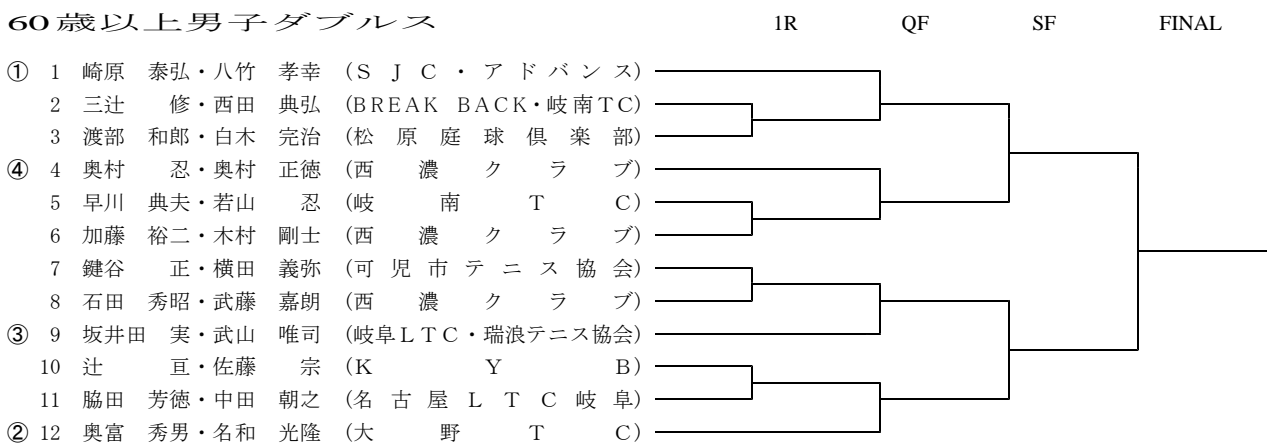 60歳以上男子ダブルス 1R QF SF FINAL
① 1 崎原 泰弘・八竹 孝幸 (SJC・アドバンス)
2 三辻 修・西田 典弘 (BREAK BACK・岐南TC)
3 渡部 和郎・白木 完治 (松原庭球倶楽部)
④ 4 奥村 忍・奥村 正徳 (西濃クラブ)
5 早川 典夫・若山 忍 (岐南TC)
6 加藤 裕二・木村 剛士 (西濃クラブ)
7 鍵谷 正・横田 義弥 (可児市テニス協会)
8 石田 秀昭・武藤 嘉朗 (西濃クラブ)
③ 9 坂井田 実・武山 唯司 (岐阜LTC・瑞浪テニス協会)
10 辻 亘・佐藤 宗 (KYB)
11 脇田 芳徳・中田 朝之 (名古屋LTC岐阜)
② 12 奥富 秀男・名和 光隆 (大野TC)